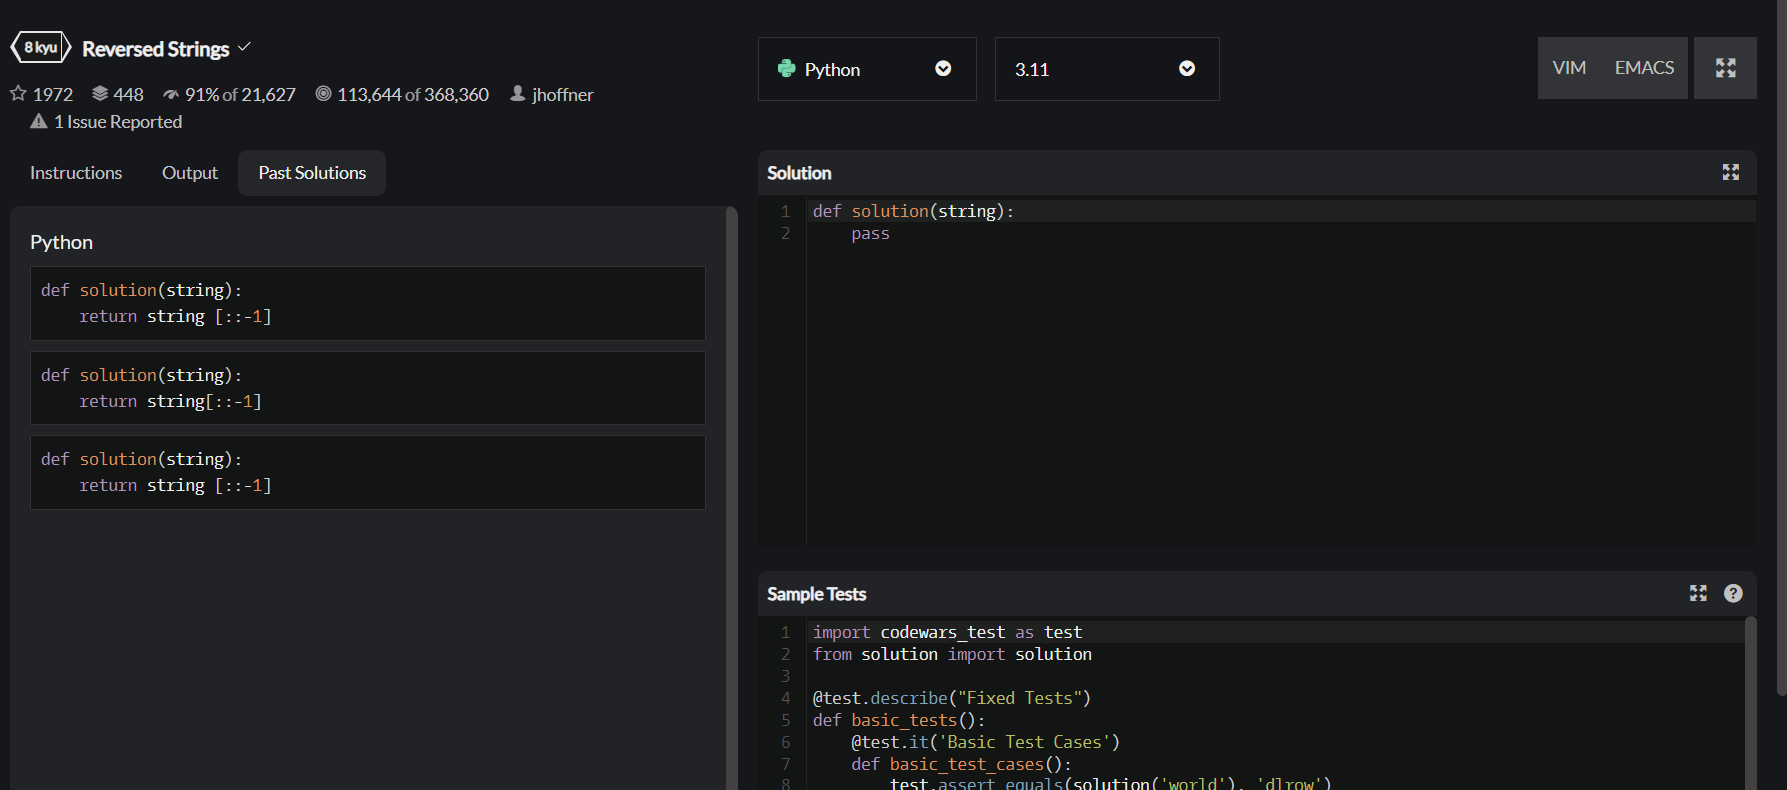 8 kyu Reversed Strings
1972 448 91% of 21,627 113,644 of 368,360 jhoffner
1 Issue Reported
Instructions Output Past Solutions
Python
def solution(string):
    return string [::-1]
def solution(string):
    return string[::-1]
def solution(string):
    return string [::-1]
Python 3.11 VIM EMACS
Solution
1 def solution(string):
2     pass
Sample Tests
?
1 import codewars_test as test
2 from solution import solution
3
4 @test.describe("Fixed Tests")
5 def basic_tests():
6     @test.it('Basic Test Cases')
7     def basic_test_cases():
8         test.assert_equals(solution('world'), 'dlrow')